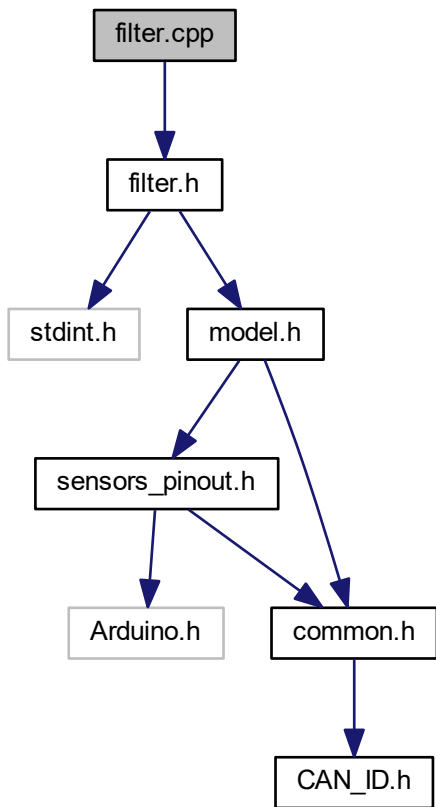 filter.cpp
filter.h
stdint.h
model.h
sensors_pinout.h
Arduino.h
common.h
CAN_ID.h